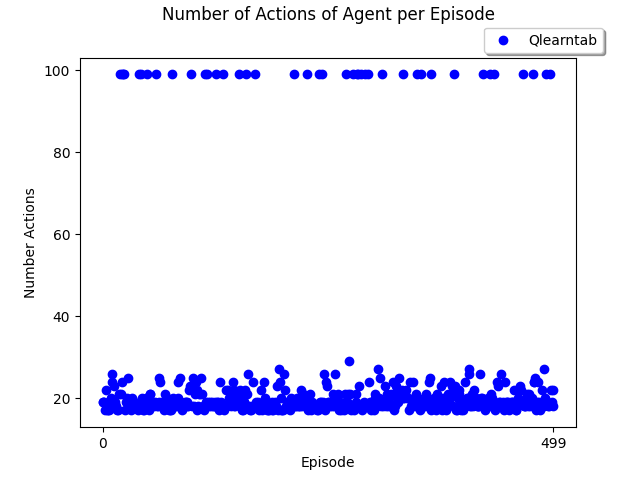 Number of Actions of Agent per Episode
Qlearntab
100
80
60
40
20
Number Actions
0
499
Episode